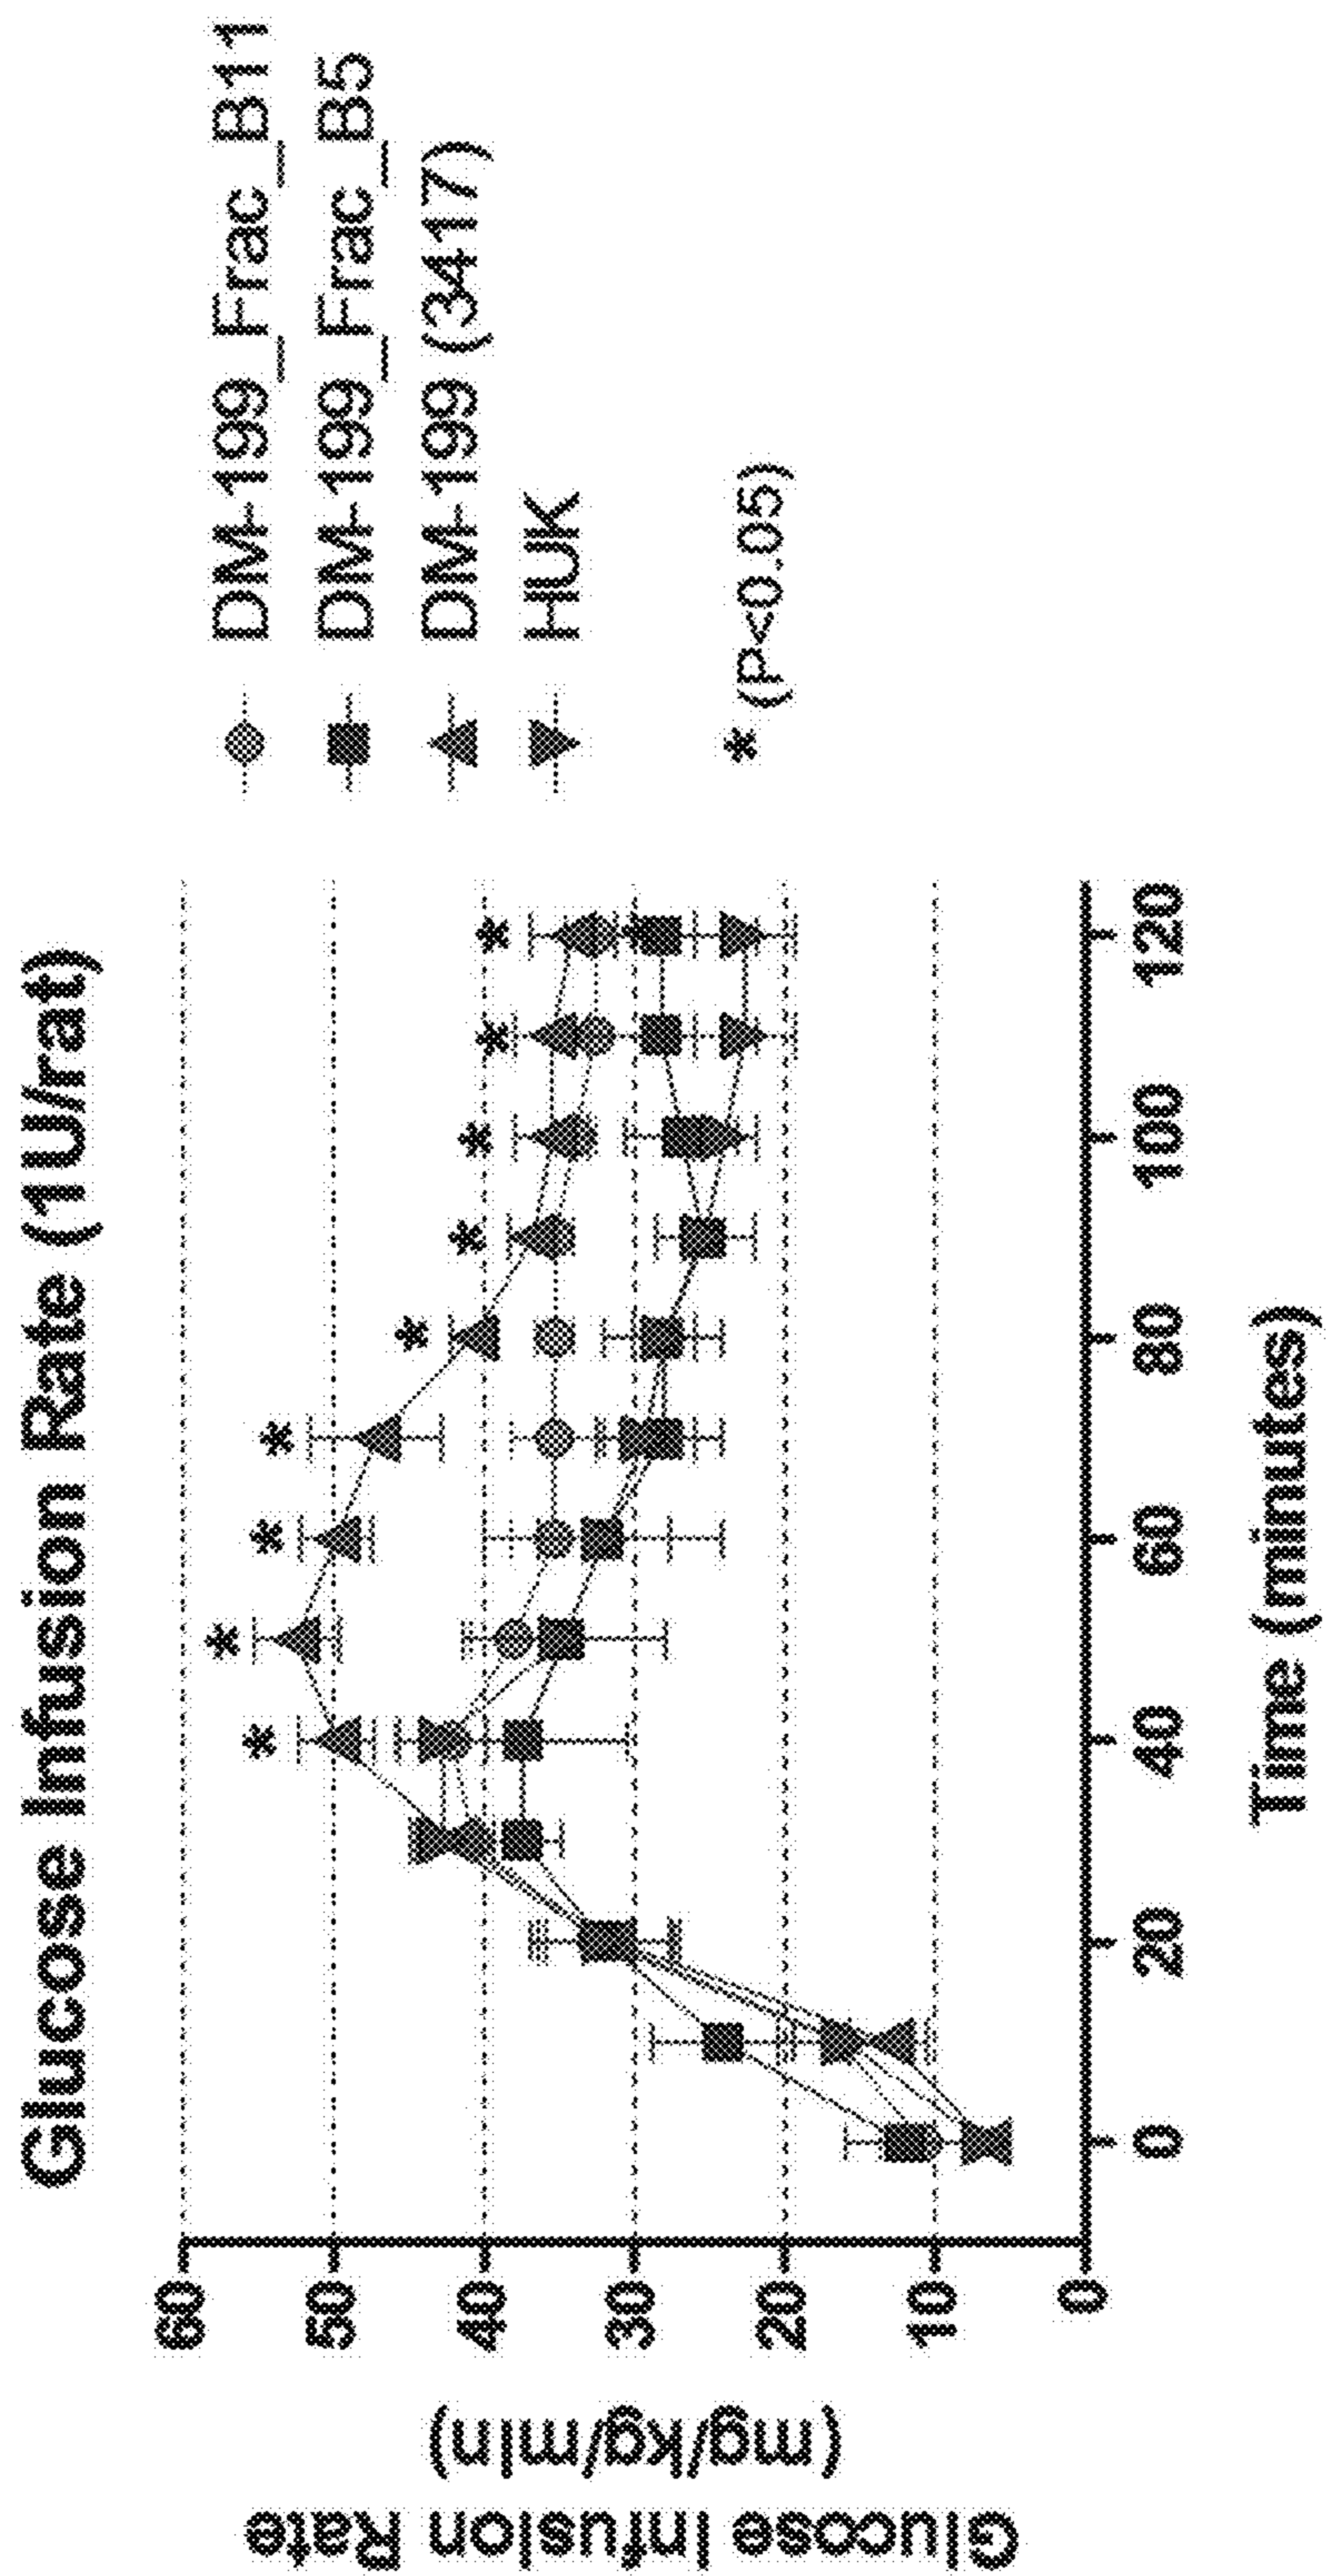 Glucose Infusion Rate (1U/rat)
Glucose Infusion Rate
(mg/kg/min)
60
50
40
30
20
10
0
0
20
40
60
80
100
120
Time (minutes)
DM-199_Frac_B11
DM-199_Frac_B5
DM-199 (3417)
HUK
* (P<0.05)
*
*
*
*
*
*
*
*
*